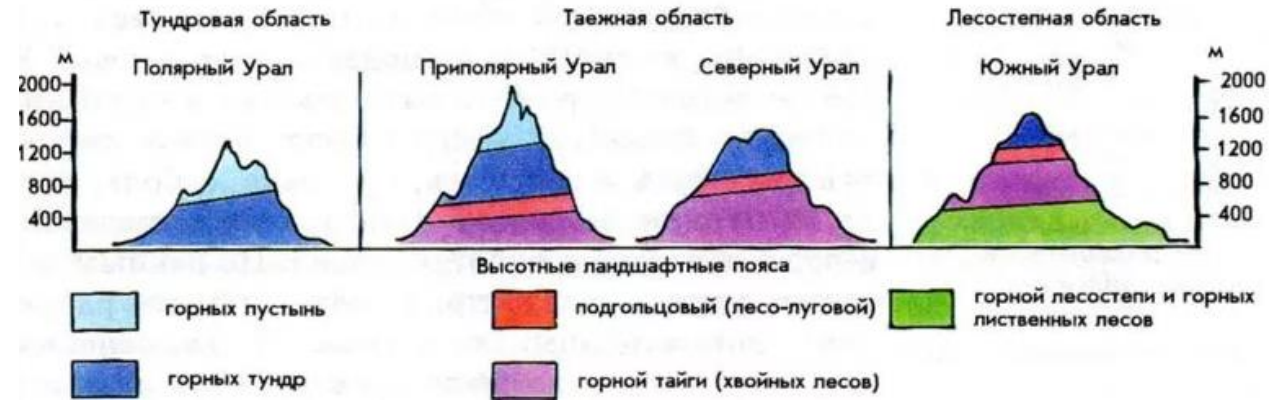 Тундровая область
Таежная область
Лесостепная область
м
Полярный Урал
Приполярный Урал
Северный Урал
Южный Урал
м
2000
1600
1200
800
400
2000
1600
1200
800
400
Высотные ландшафтные пояса
горных пустынь
подгольцовый (лесо-луговой)
горной лесостепи и горных
лиственных лесов
горных тундр
горной тайги (хвойных лесов)